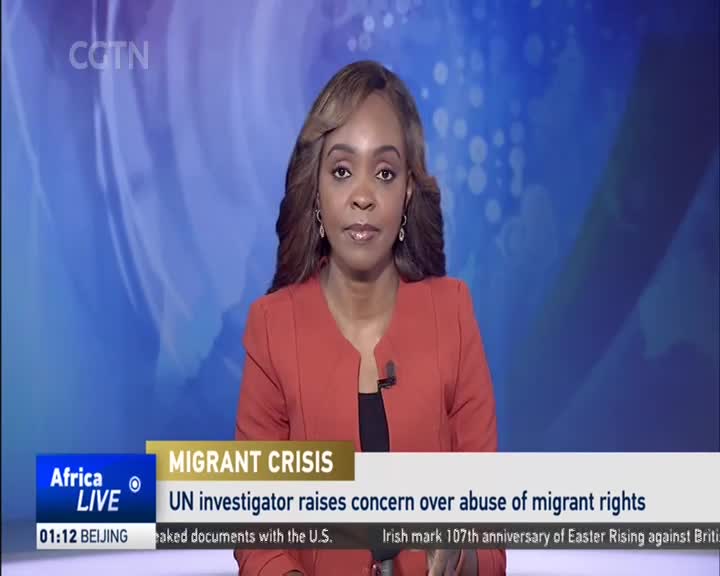 CGTN
MIGRANT CRISIS
Africa
LIVE
UN investigator raises concern over abuse of migrant rights
01:12 BEIJING
eaked documents with the U.S. Irish mark 107th anniversary of Easter Rising against Briti